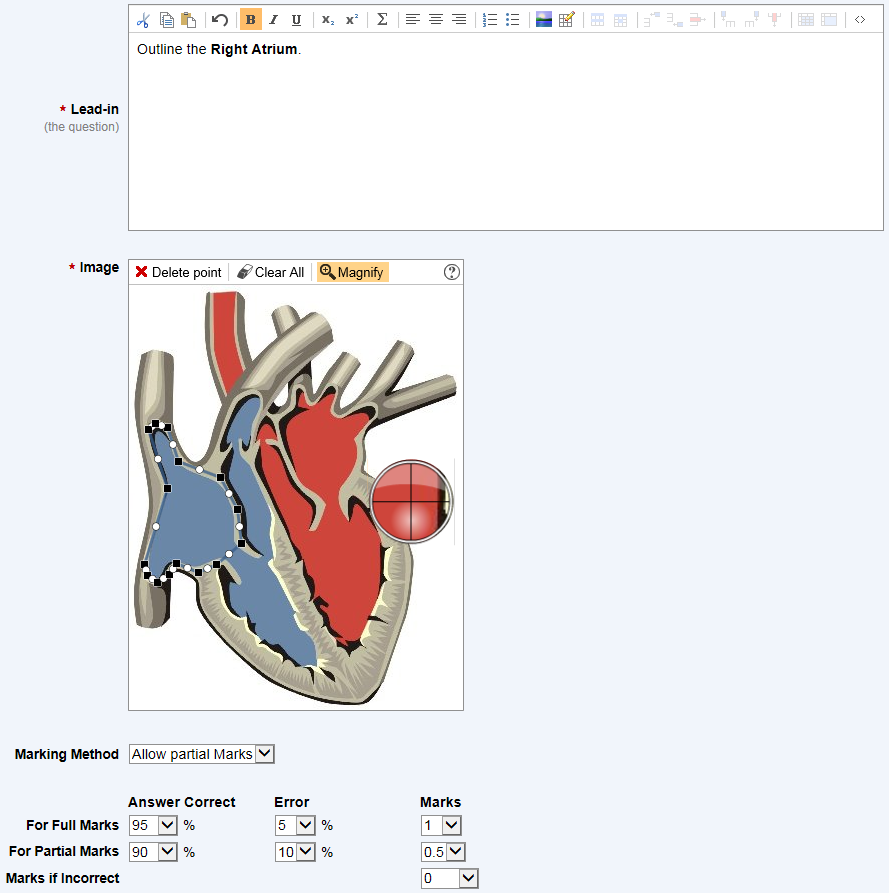 B I U x₂ x² Σ <>
Outline the Right Atrium.
* Lead-in
(the question)
* Image
Delete point Clear All Magnify ?
Marking Method Allow partial Marks
Answer Correct Error Marks
For Full Marks 95 % 5 % 1
For Partial Marks 90 % 10 % 0.5
Marks if Incorrect 0